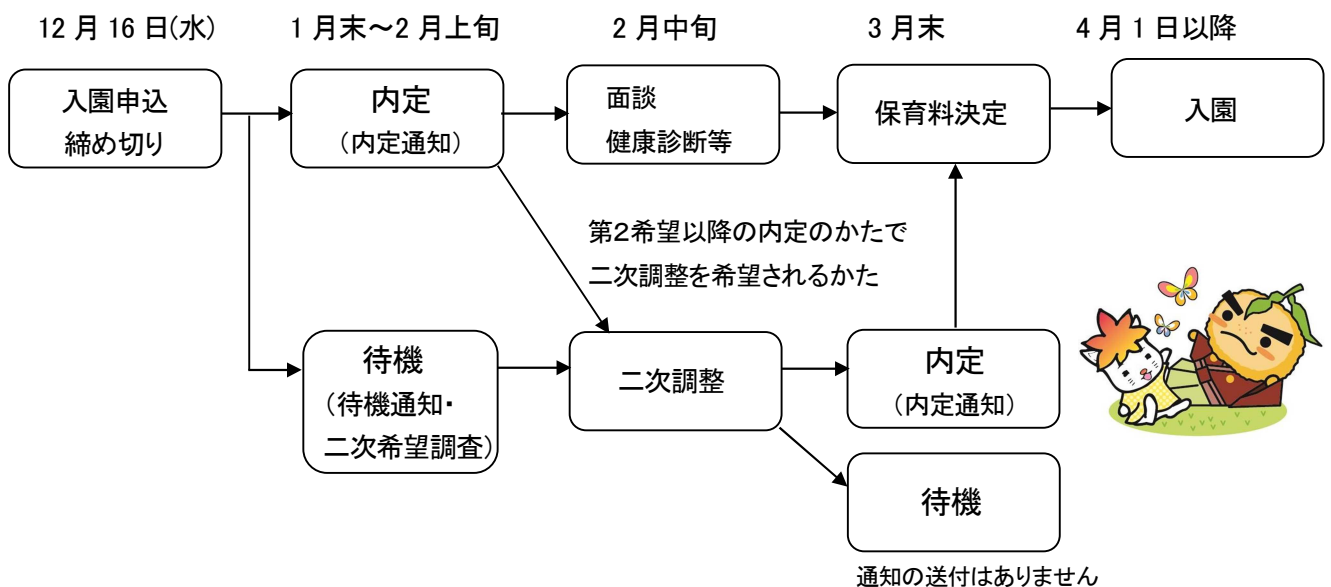 12月16日(水)
1月末～2月上旬
2月中旬
3月末
4月1日以降
入園申込
締め切り
内定
（内定通知）
面談
健康診断等
保育料決定
入園
第2希望以降の内定のかたで
二次調整を希望されるかた
待機
（待機通知・
二次希望調査）
二次調整
内定
（内定通知）
待機
通知の送付はありません